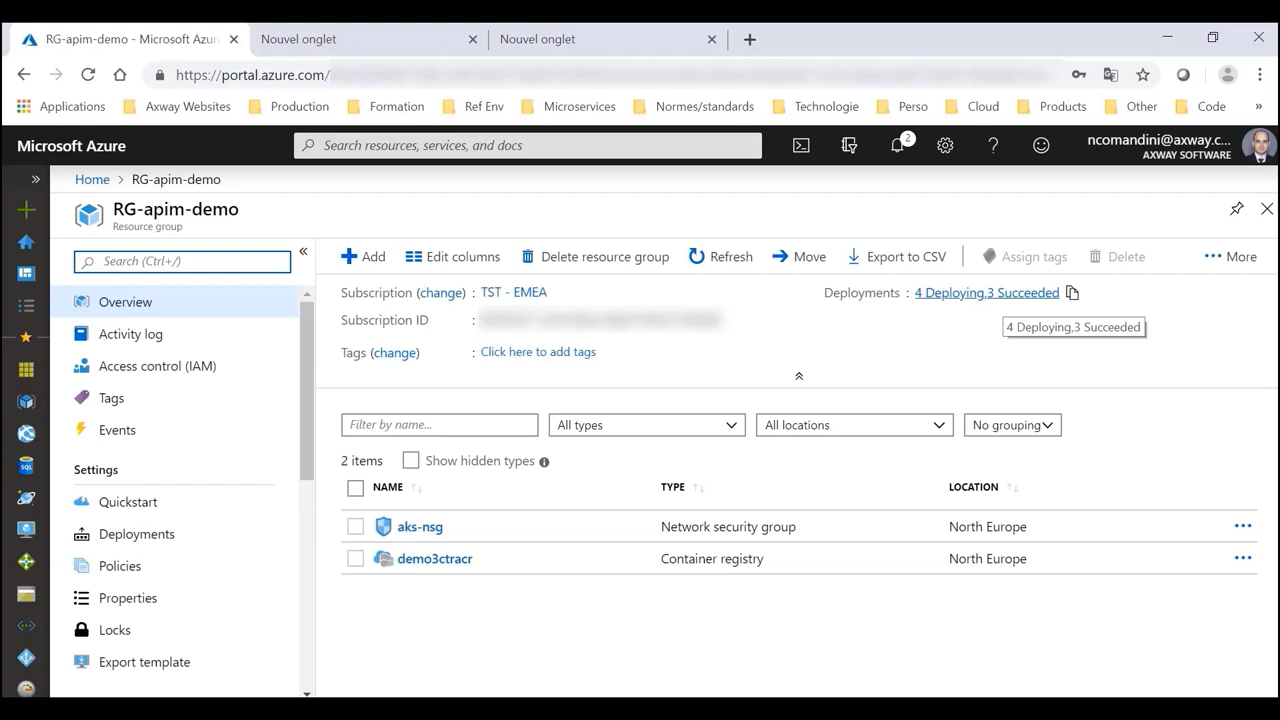 RG-apim-demo - Microsoft Azur
Nouvel onglet
Nouvel onglet
https://portal.azure.com/
Applications
Axway Websites
Production
Formation
Ref Env
Microservices
Normes/standards
Technologie
Perso
Cloud
Products
Other
Code
»
Microsoft Azure
Search resources, services, and docs
2
ncomandini@axway.c...
AXWAY SOFTWARE
Home > RG-apim-demo
RG-apim-demo
Resource group
Search (Ctrl+/)
Add
Edit columns
Delete resource group
Refresh
Move
Export to CSV
Assign tags
Delete
More
Subscription (change) : TST - EMEA
Deployments : 4 Deploying,3 Succeeded
Subscription ID :
4 Deploying,3 Succeeded
Tags (change) : Click here to add tags
Overview
Activity log
Access control (IAM)
Tags
Events
Settings
Quickstart
Deployments
Policies
Properties
Locks
Export template
Filter by name...
All types
All locations
No grouping
2 items
Show hidden types
NAME
TYPE
LOCATION
aks-nsg
Network security group
North Europe
demo3ctracr
Container registry
North Europe
SQL